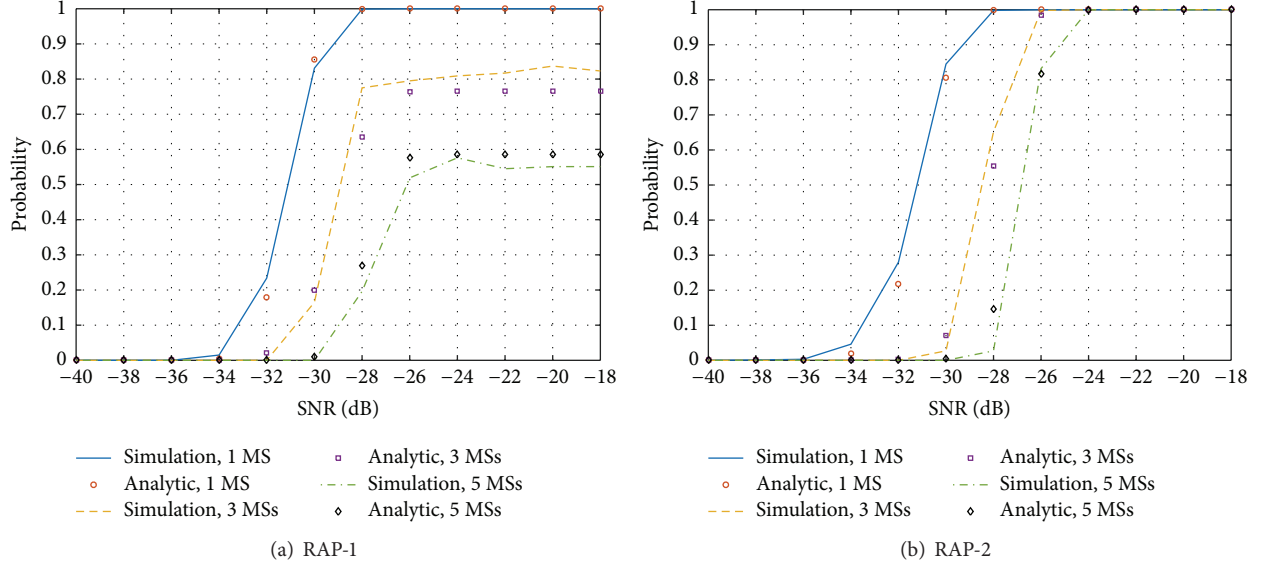 1
0.9
0.8
0.7
0.6
0.5
0.4
0.3
0.2
0.1
0
Probability
−40 −38 −36 −34 −32 −30 −28 −26 −24 −22 −20 −18
SNR (dB)
Simulation, 1 MS
Analytic, 1 MS
Simulation, 3 MSs
Analytic, 3 MSs
Simulation, 5 MSs
Analytic, 5 MSs
(a) RAP-1
1
0.9
0.8
0.7
0.6
0.5
0.4
0.3
0.2
0.1
0
Probability
−40 −38 −36 −34 −32 −30 −28 −26 −24 −22 −20 −18
SNR (dB)
Simulation, 1 MS
Analytic, 1 MS
Simulation, 3 MSs
Analytic, 3 MSs
Simulation, 5 MSs
Analytic, 5 MSs
(b) RAP-2